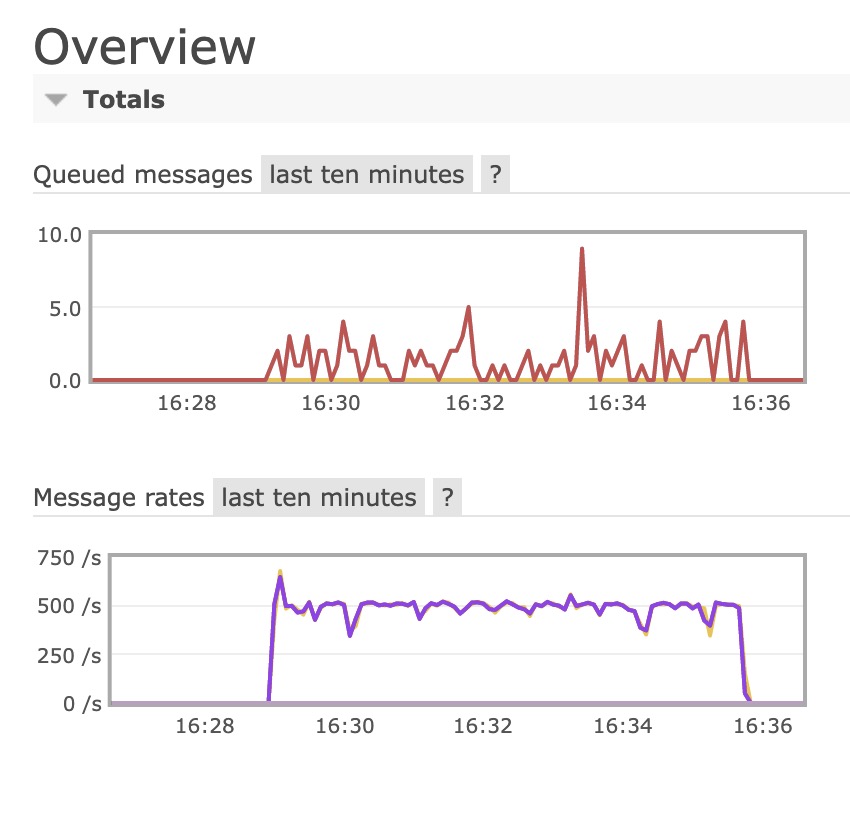 Overview
Totals
Queued messages last ten minutes ?
10.0
5.0
0.0
16:28 16:30 16:32 16:34 16:36
Message rates last ten minutes ?
750 /s
500 /s
250 /s
0 /s
16:28 16:30 16:32 16:34 16:36